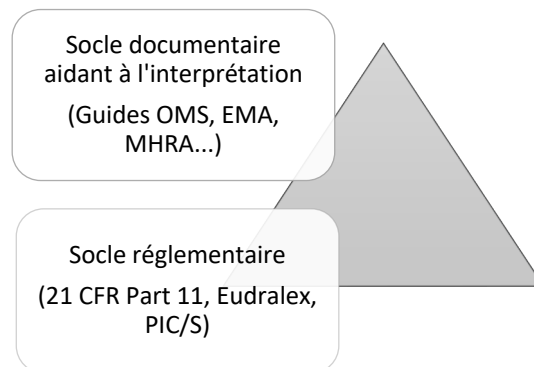 Socle documentaire
aidant à l'interprétation
(Guides OMS, EMA,
MHRA...)
Socle réglementaire
(21 CFR Part 11, Eudralex,
PIC/S)